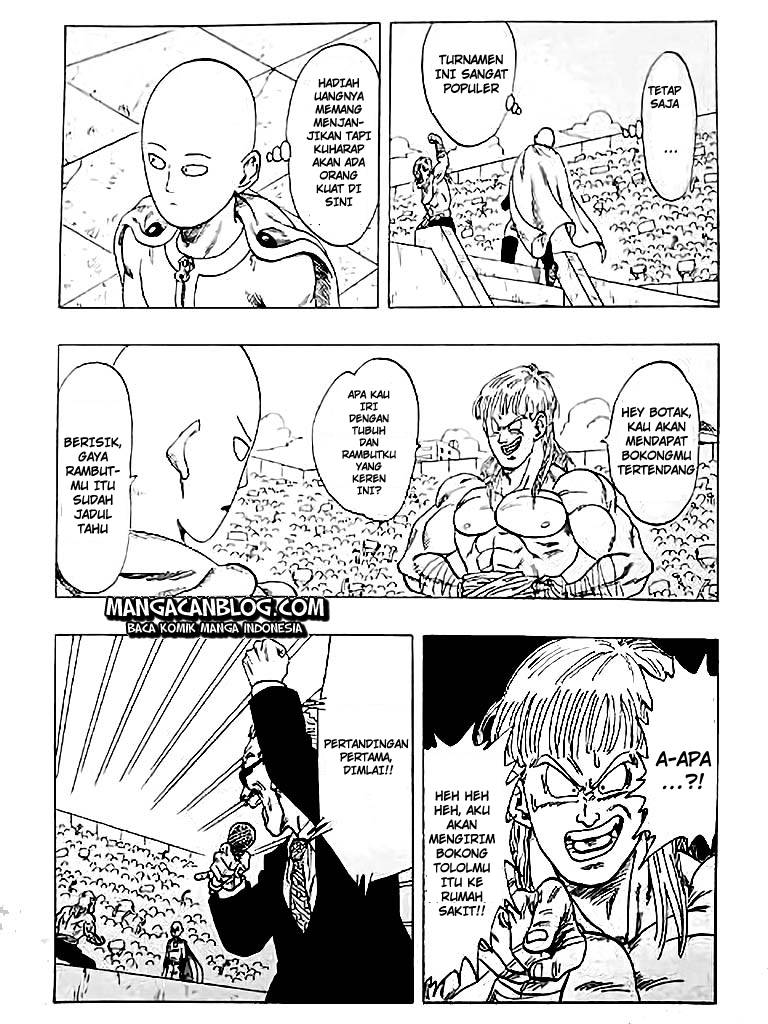 TETAP
SAJA
...
TURNAMEN
INI SANGAT
POPULER
HADIAH
UANGNYA
MEMANG
MENJAN-
JIKAN TAPI
KUHARAP
AKAN ADA
ORANG
KUAT DI
SINI
HEY BOTAK,
KAU AKAN
MENDAPAT
BOKONGMU
TERTENDANG
APA KAU
IRI
DENGAN
TUBUH
DAN
RAMBUTKU
YANG
KEREN
INI?
BERISIK,
GAYA
RAMBUT-
MU ITU
SUDAH
JADUL
TAHU
MANGACANBLOG.COM
BACA KOMIK MANGA INDONESIA
A-APA
...?!
HEH HEH
HEH, AKU
AKAN
MENGIRIM
BOKONG
TOLOLMU
ITU KE
RUMAH
SAKIT!!
PERTANDINGAN
PERTAMA,
DIMLAI!!